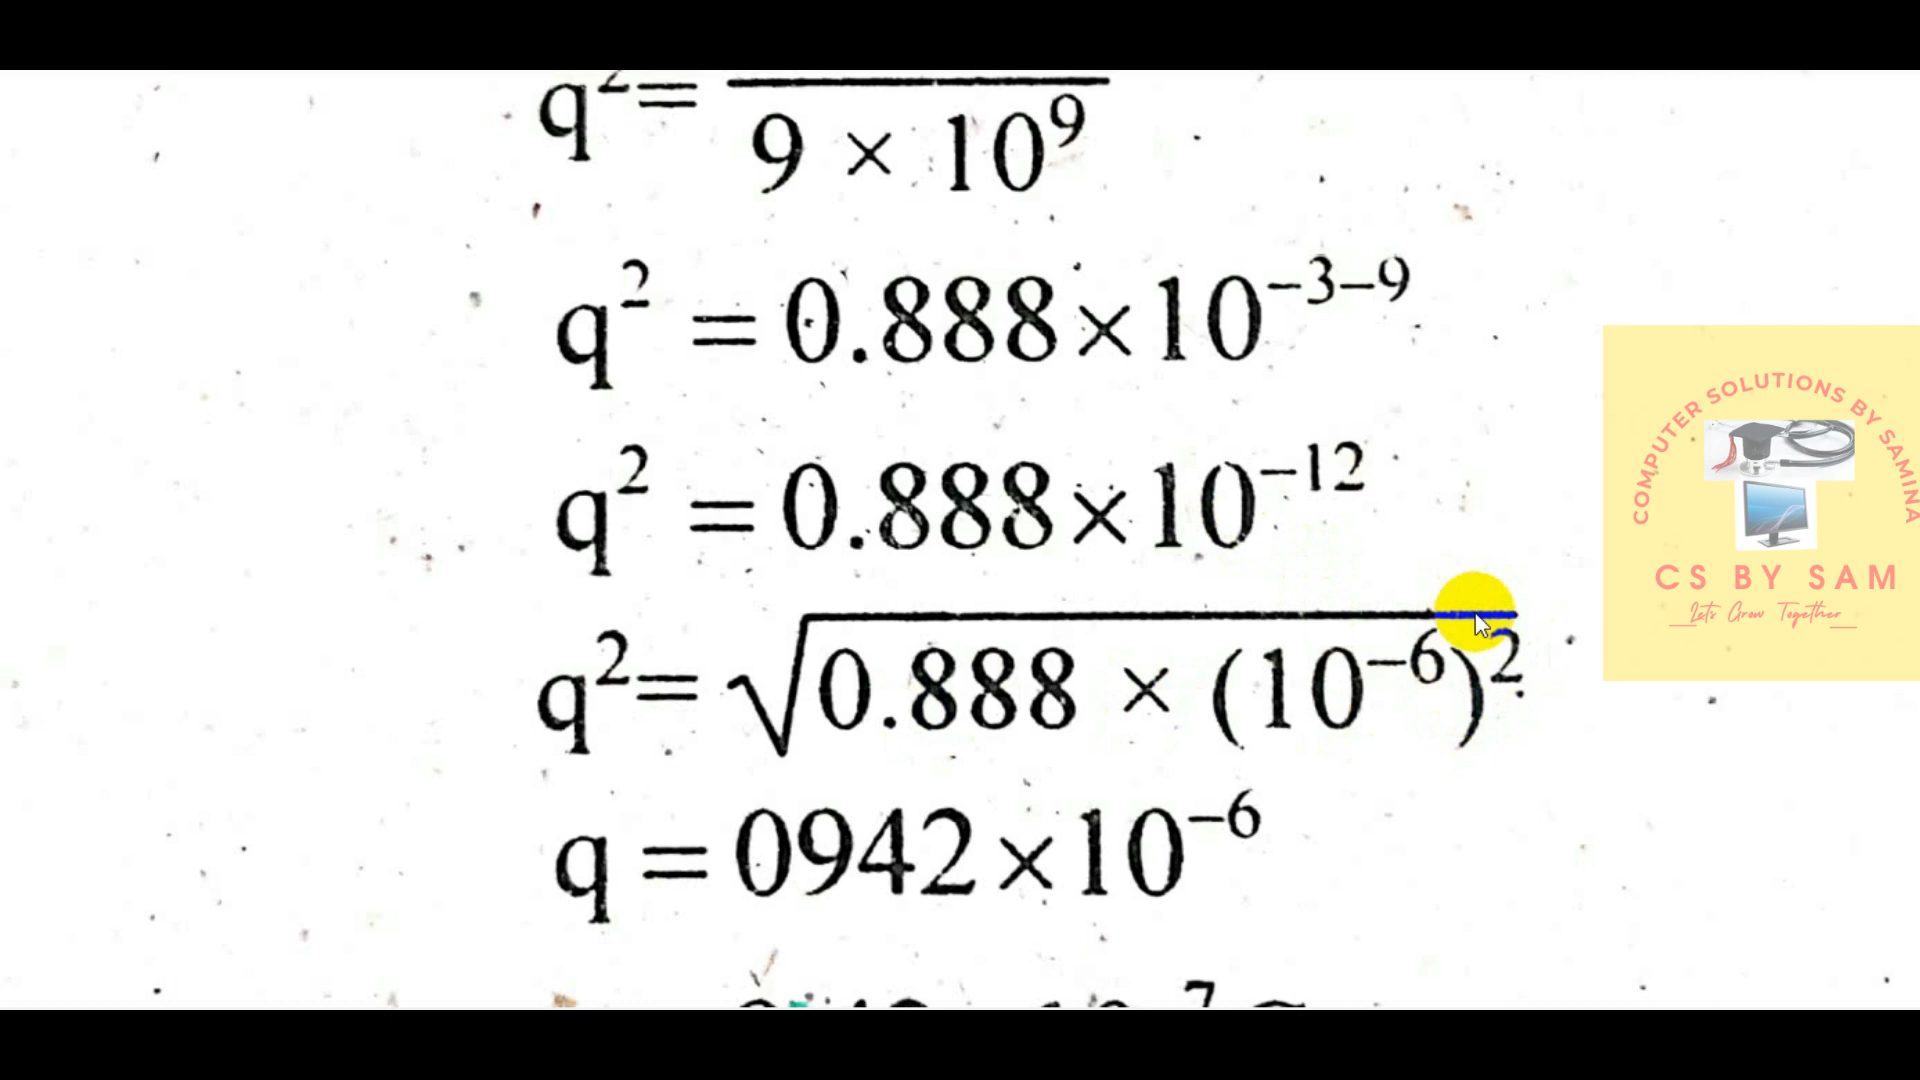 q²= ――― 
9 × 10⁹
q² = 0.888×10⁻³⁻⁹
q² = 0.888×10⁻¹²
q²= √0.888 × (10⁻⁶)²
q = 0942×10⁻⁶
COMPUTER SOLUTIONS BY SAMINA
CS BY SAM
Lets Grow Together